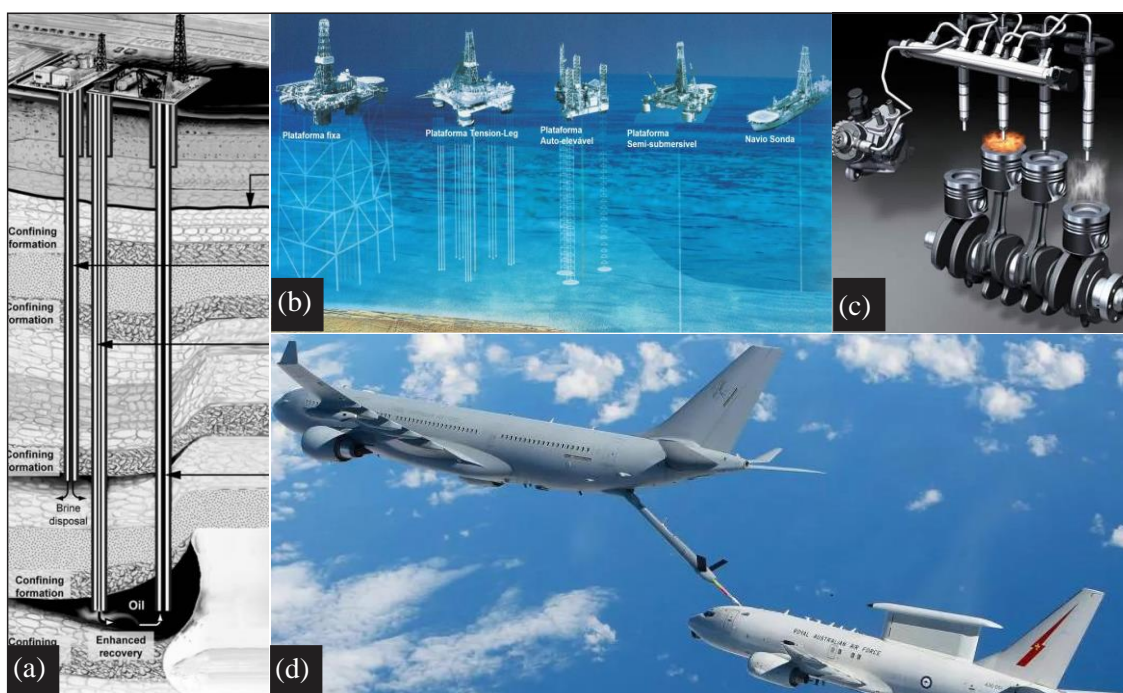 Confining
formation
Confining
formation
Confining
formation
Brine
disposal
Confining
formation
Oil
Enhanced
recovery
Confining
(a)
Plataforma fixa
Plataforma Tension-Leg
Plataforma
Auto-elevável
Plataforma
Semi-submersível
Navio Sonda
(b)
(c)
ROYAL AUSTRALIAN AIR FORCE
(d)